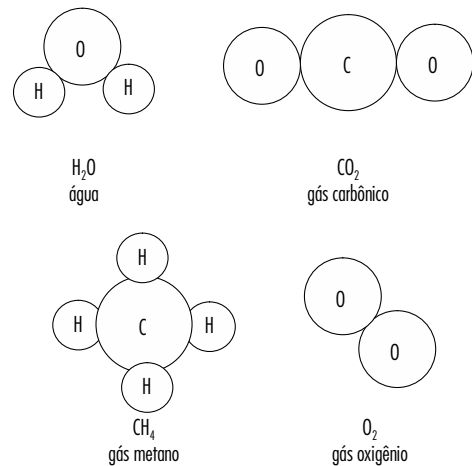 O
H H
H₂O
água
O C O
CO₂
gás carbônico
H
H C H
H
CH₄
gás metano
O
O
O₂
gás oxigênio